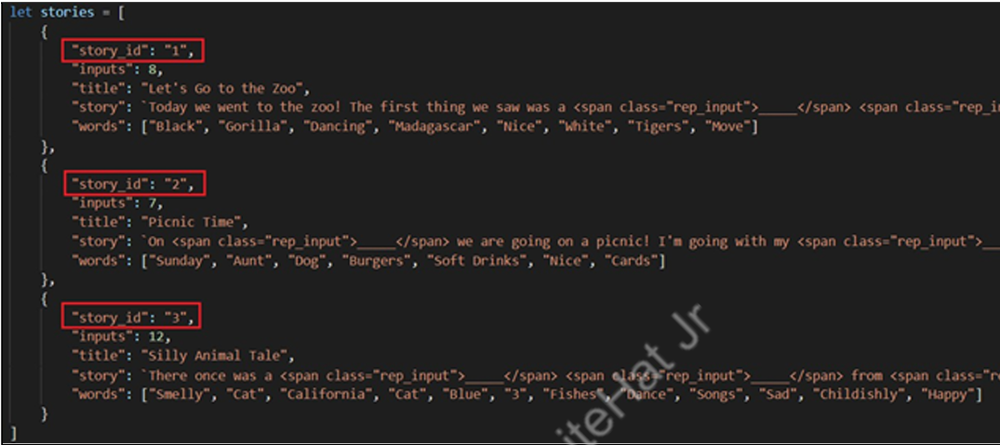 let stories = [
{
"story_id": "1",
"inputs": 8,
"title": "Let's Go to the Zoo",
"story": `Today we went to the zoo! The first thing we saw was a <span class="rep_input">_____</span> <span class="rep_i
"words": ["Black", "Gorilla", "Dancing", "Madagascar", "Nice", "White", "Tigers", "Move"]
},
{
"story_id": "2",
"inputs": 7,
"title": "Picnic Time",
"story": `On <span class="rep_input">_____</span> we are going on a picnic! I'm going with my <span class="rep_input">__
"words": ["Sunday", "Aunt", "Dog", "Burgers", "Soft Drinks", "Nice", "Cards"]
},
{
"story_id": "3",
"inputs": 12,
"title": "Silly Animal Tale",
"story": `There once was a <span class="rep_input">_____</span> <span class="rep_input">_____</span> from <span class="r
"words": ["Smelly", "Cat", "California", "Cat", "Blue", "3", "Fishes", "Dance", "Songs", "Sad", "Childishly", "Happy"]
}
]
iteHat Jr